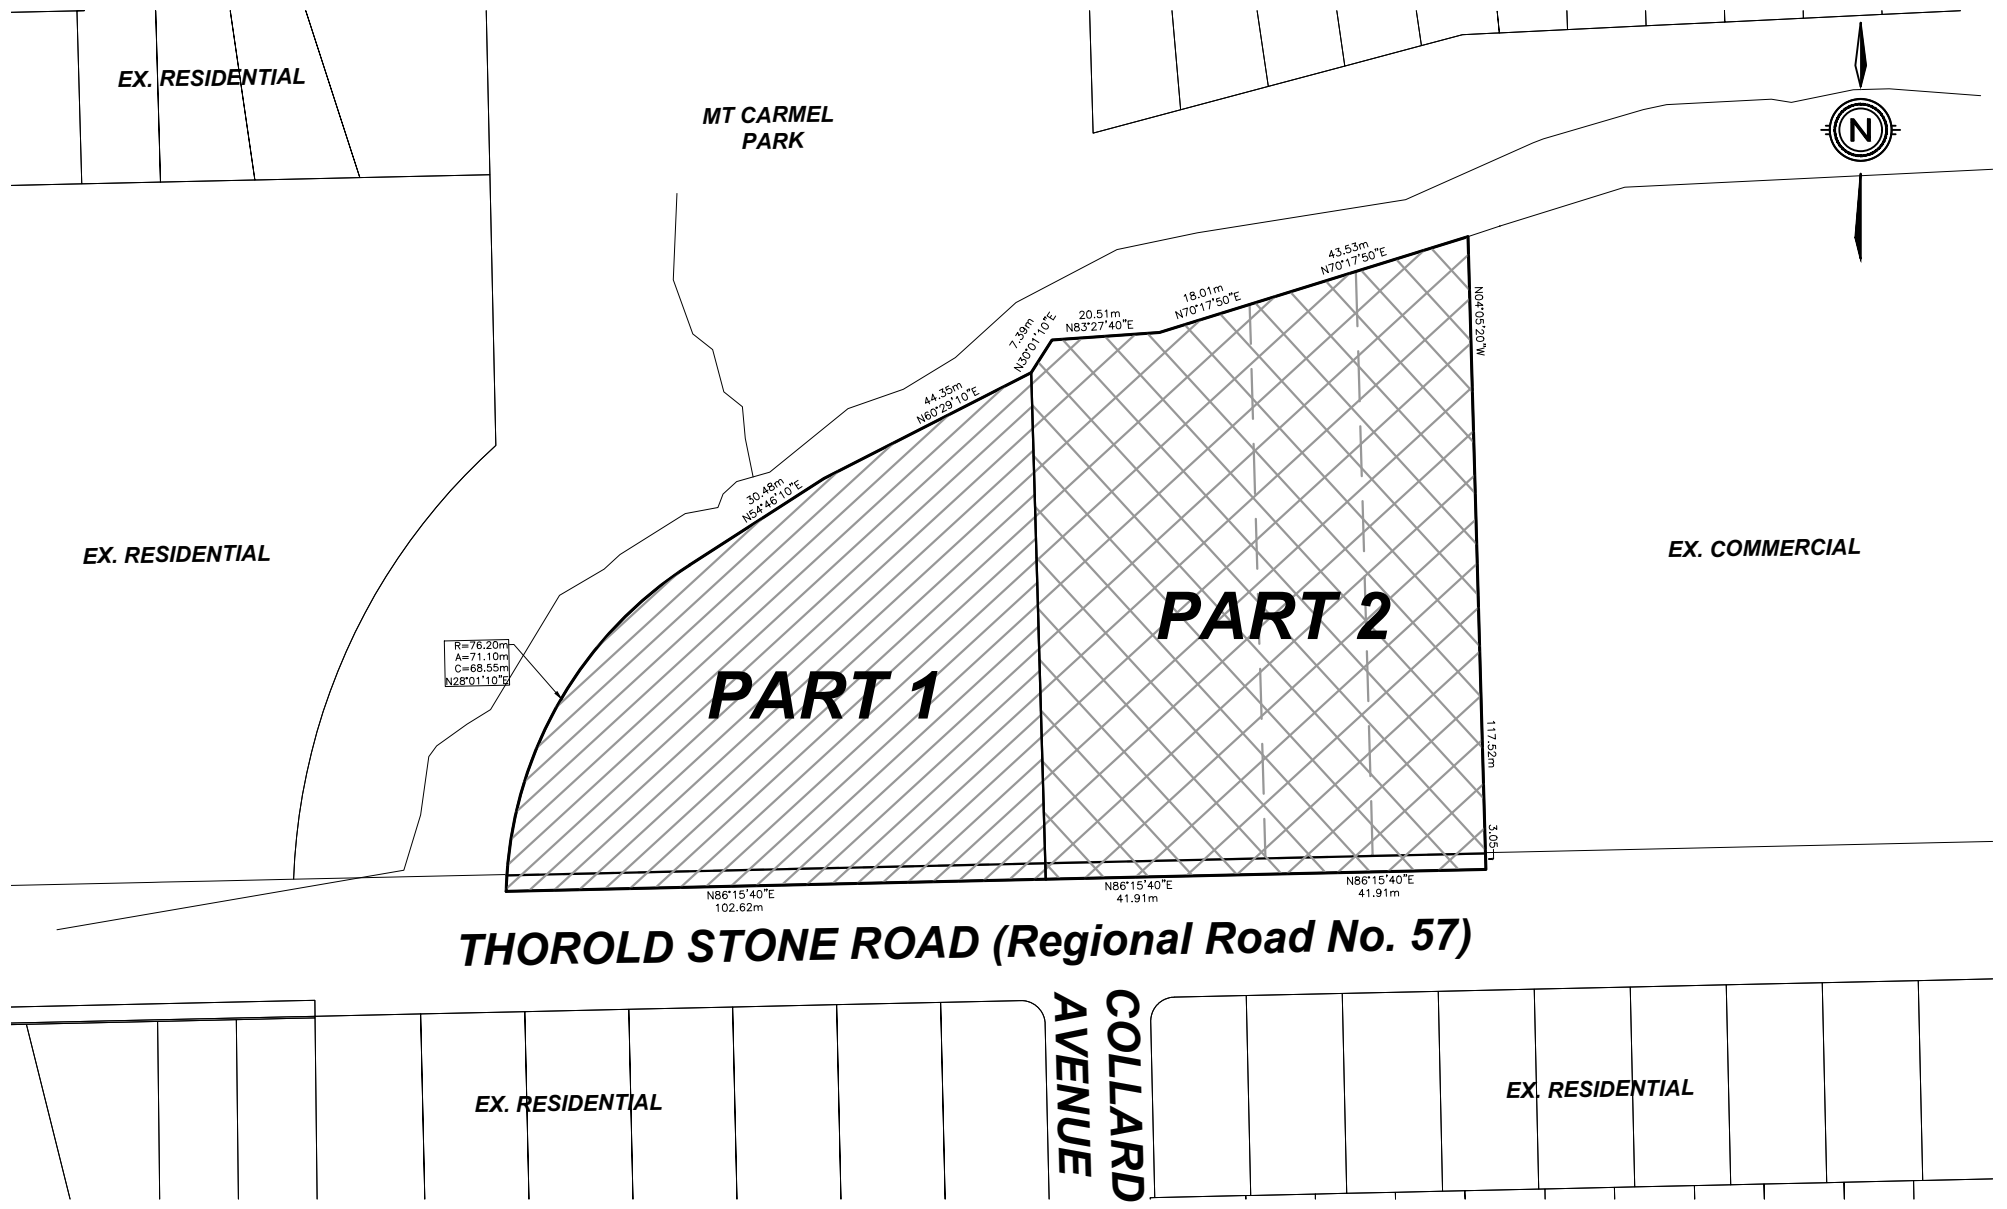 EX. RESIDENTIAL
MT CARMEL
PARK
N
43.53m
N70°17'50"E
18.01m
N70°17'50"E
20.51m
N83°27'40"E
7.39m
N30°01'10"E
N04°05'20"W
44.35m
N60°29'10"E
30.48m
N54°46'10"E
EX. RESIDENTIAL
EX. COMMERCIAL
R=76.20m
A=71.10m
C=68.55m
N28°01'10"E
PART 1
PART 2
117.52m
3.05
N86°15'40"E
102.62m
N86°15'40"E
41.91m
N86°15'40"E
41.91m
THOROLD STONE ROAD (Regional Road No. 57)
COLLARD
AVENUE
EX. RESIDENTIAL
EX. RESIDENTIAL